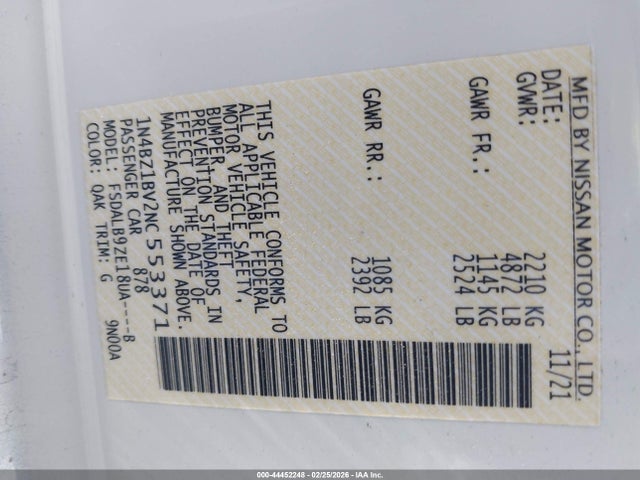 MFD BY NISSAN MOTOR CO., LTD.
DATE: 11/21
GVWR: 2210 KG
4872 LB
GAWR FR.: 1145 KG
2524 LB
GAWR RR.: 1085 KG
2392 LB
THIS VEHICLE CONFORMS TO
ALL APPLICABLE FEDERAL
MOTOR VEHICLE SAFETY,
BUMPER, AND THEFT
PREVENTION STANDARDS IN
EFFECT ON THE DATE OF
MANUFACTURE SHOWN ABOVE.
1N4BZ1BV2NC553371
PASSENGER CAR 878
MODEL: FSDALB9ZE18UA----B
COLOR: QAK TRIM: G 9N00A
000-44452248 - 02/25/2026 - IAA Inc.